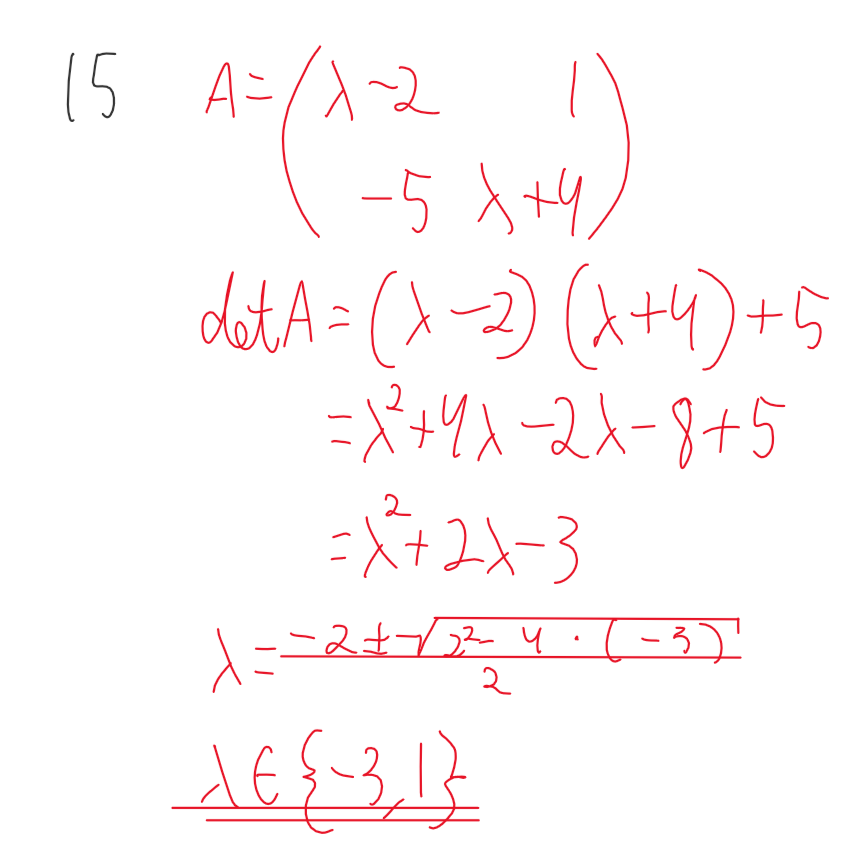 15 A = ( λ - 2 1
-5 λ + 4 )
det A = (λ - 2) (λ + 4) + 5
= λ² + 4λ - 2λ - 8 + 5
= λ² + 2λ - 3
λ = (-2 ± √(2² - 4 · (-3))) / 2
λ ∈ {-3, 1}